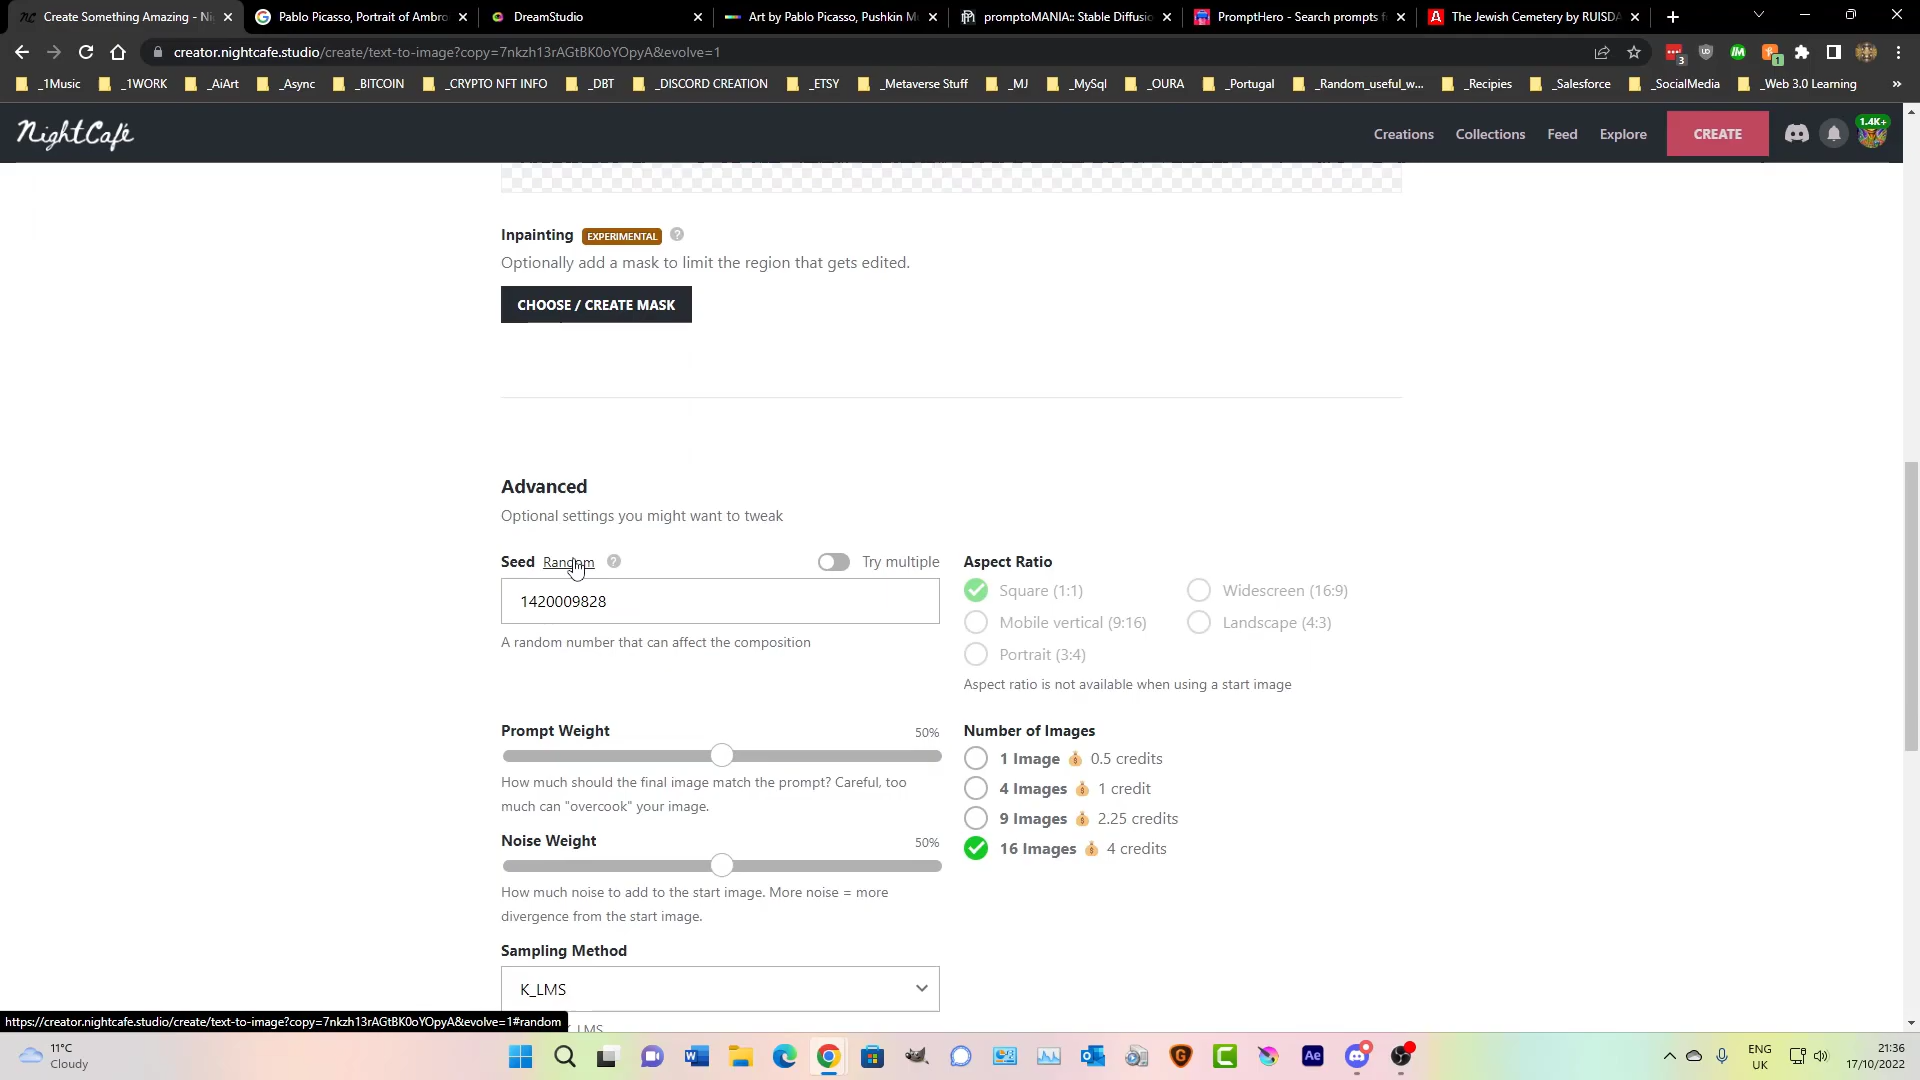 Create Something Amazing - Ni
Pablo Picasso, Portrait of Ambro
DreamStudio
Art by Pablo Picasso, Pushkin M
promptoMANIA:: Stable Diffusio
PromptHero - Search prompts f
The Jewish Cemetery by RUISDA
creator.nightcafe.studio/create/text-to-image?copy=7nkzh13rAGtBK0oYOpyA&evolve=1
3
1
_1Music
_1WORK
_AiArt
_Async
_BITCOIN
_CRYPTO NFT INFO
_DBT
_DISCORD CREATION
_ETSY
_Metaverse Stuff
_MJ
_MySql
_OURA
_Portugal
_Random_useful_w...
_Recipies
_Salesforce
_SocialMedia
_Web 3.0 Learning
»
NightCafé
Creations
Collections
Feed
Explore
CREATE
1.4K+
Inpainting EXPERIMENTAL ?
Optionally add a mask to limit the region that gets edited.
CHOOSE / CREATE MASK
Advanced
Optional settings you might want to tweak
Seed Random ? Try multiple
1420009828
A random number that can affect the composition
Aspect Ratio
Square (1:1)
Widescreen (16:9)
Mobile vertical (9:16)
Landscape (4:3)
Portrait (3:4)
Aspect ratio is not available when using a start image
Prompt Weight 50%
How much should the final image match the prompt? Careful, too
much can "overcook" your image.
Number of Images
1 Image 0.5 credits
4 Images 1 credit
9 Images 2.25 credits
16 Images 4 credits
Noise Weight 50%
How much noise to add to the start image. More noise = more
divergence from the start image.
Sampling Method
K_LMS
https://creator.nightcafe.studio/create/text-to-image?copy=7nkzh13rAGtBK0oYOpyA&evolve=1#random
11°C
Cloudy
Ae
ENG
UK
21:36
17/10/2022